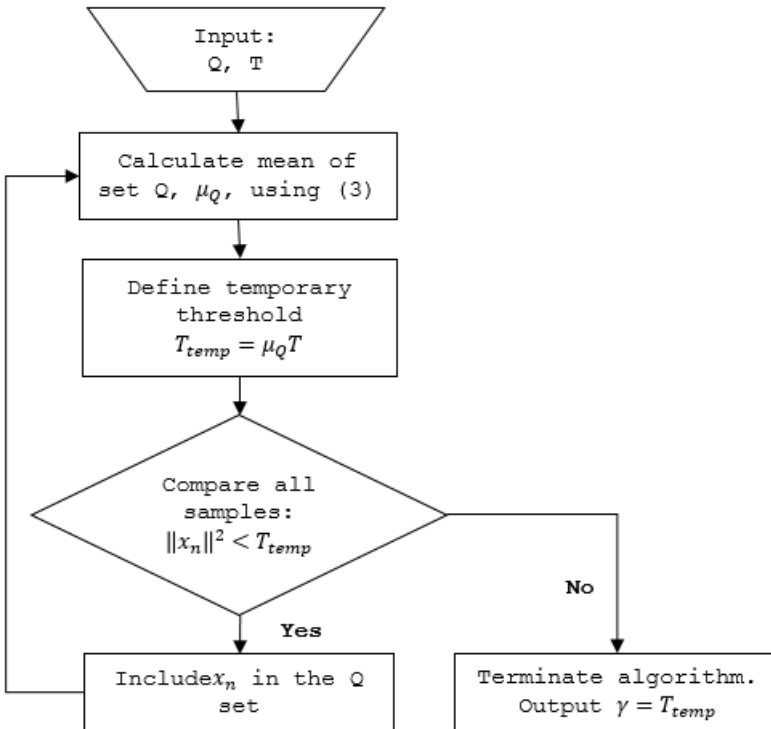 Input:
Q, T
Calculate mean of
set Q, μ_Q, using (3)
Define temporary
threshold
T_temp = μ_Q T
Compare all
samples:
‖x_n‖² < T_temp
No
Yes
Includex_n in the Q
set
Terminate algorithm.
Output γ = T_temp